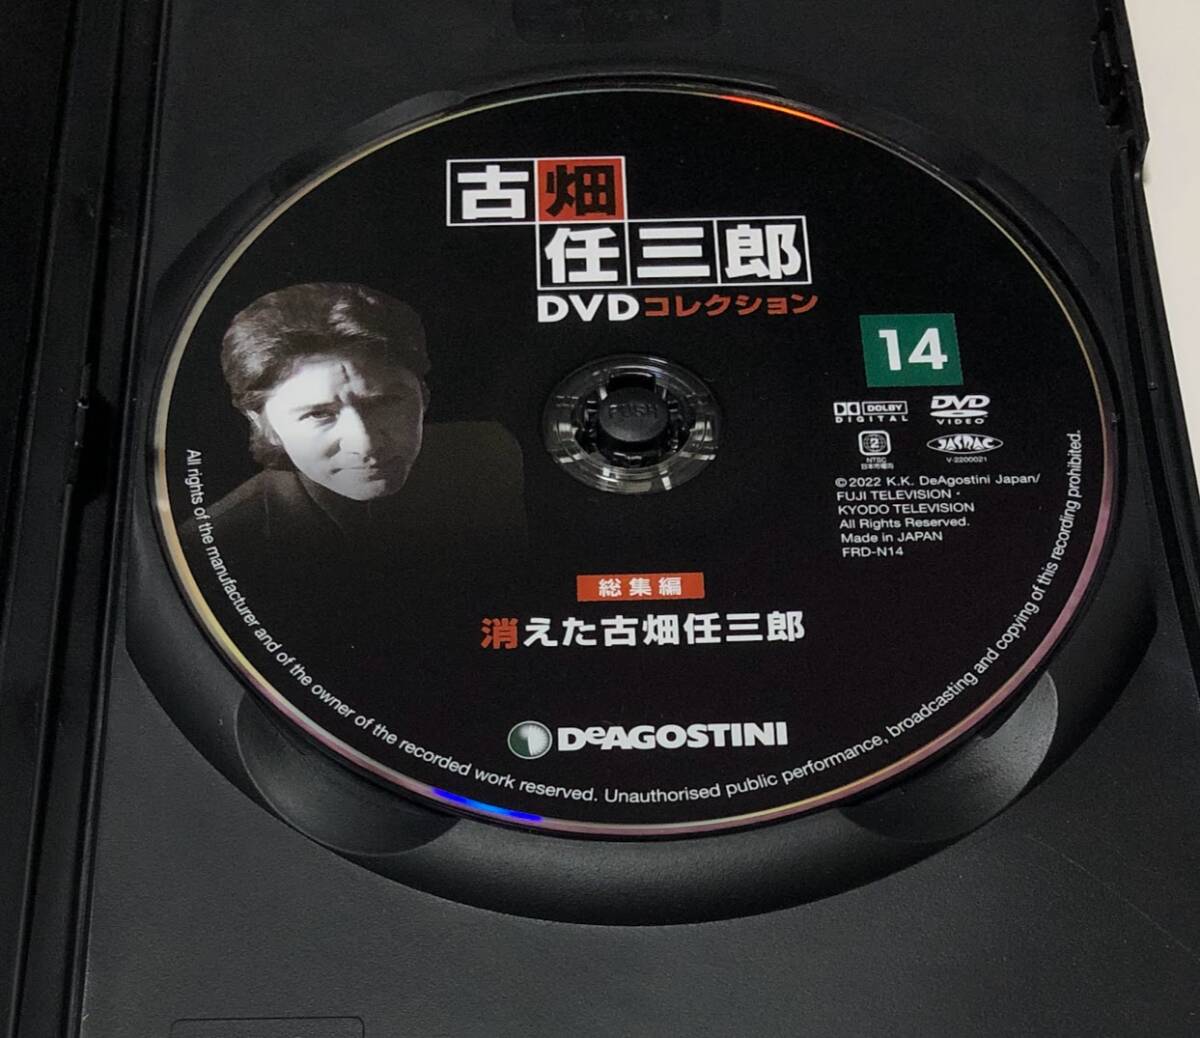 古畑
任三郎
DVDコレクション
14
DOLBY
DIGITAL
DVD
VIDEO
2
NTSC
日本市場向
JASRAC
V-2200021
©2022 K.K. DeAgostini Japan/
FUJI TELEVISION・
KYODO TELEVISION
All Rights Reserved.
Made in JAPAN
FRD-N14
PUSH
総集編
消えた古畑任三郎
DeAGOSTINI
All rights of the manufacturer and of the owner of the recorded work reserved. Unauthorised public performance, broadcasting and copying of this recording prohibited.